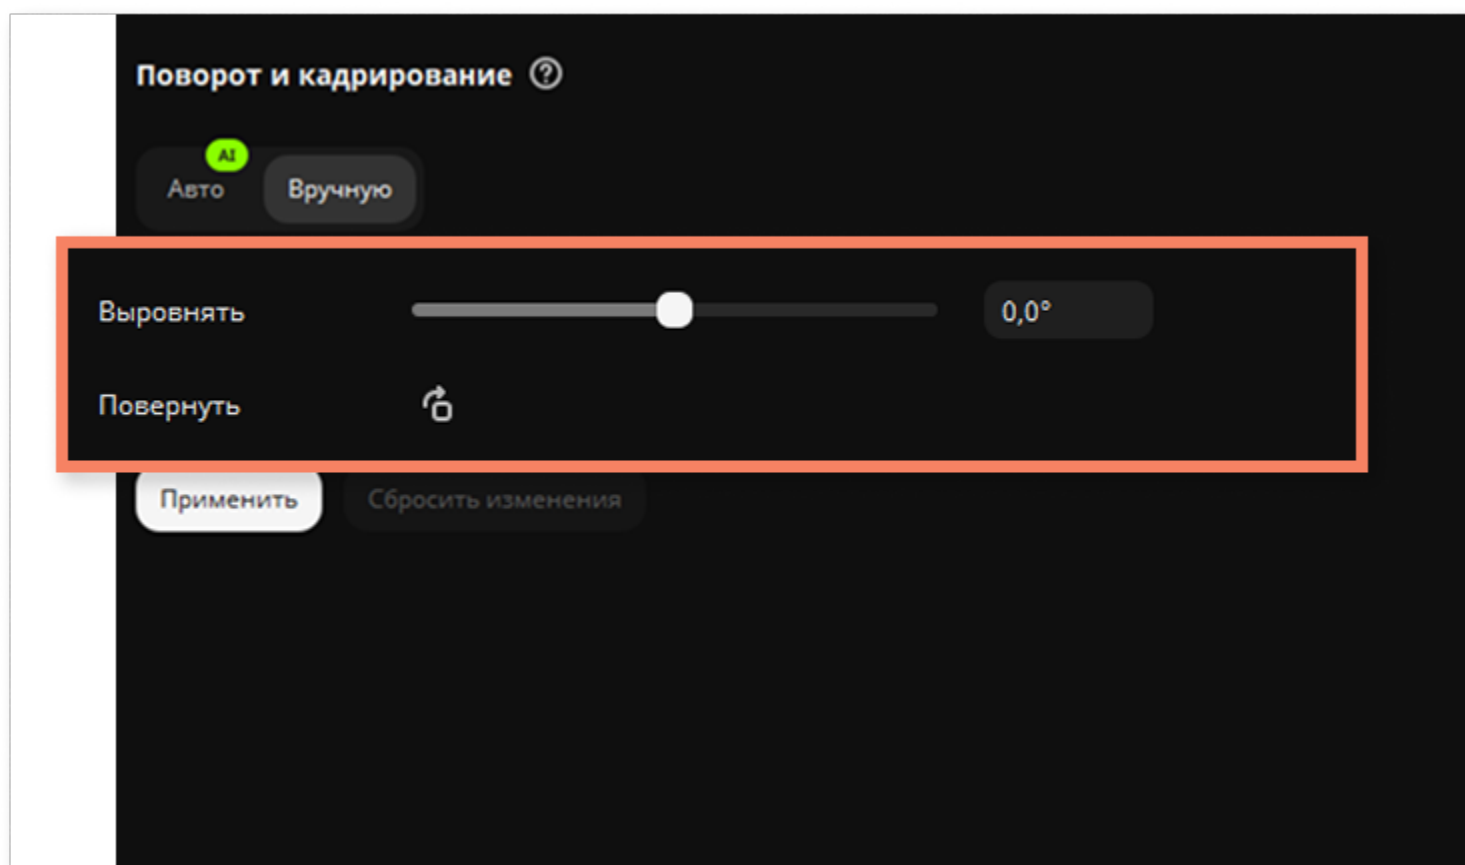 Поворот и кадрирование
AI
Авто Вручную
Выровнять 0,0°
Повернуть
Применить Сбросить изменения